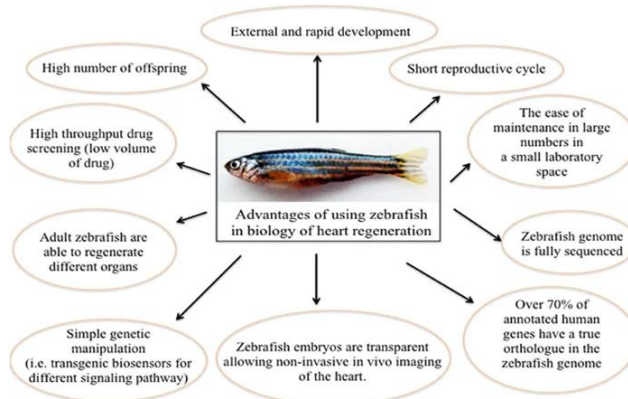 External and rapid development
High number of offspring
Short reproductive cycle
High throughput drug
screening (low volume
of drug)
The ease of
maintenance in large
numbers in
a small laboratory
space
Advantages of using zebrafish
in biology of heart regeneration
Adult zebrafish are
able to regenerate
different organs
Zebrafish genome
is fully sequenced
Simple genetic
manipulation
(i.e. transgenic biosensors for
different signaling pathway)
Zebrafish embryos are transparent
allowing non-invasive in vivo imaging
of the heart.
Over 70% of
annotated human
genes have a true
orthologue in the
zebrafish genome